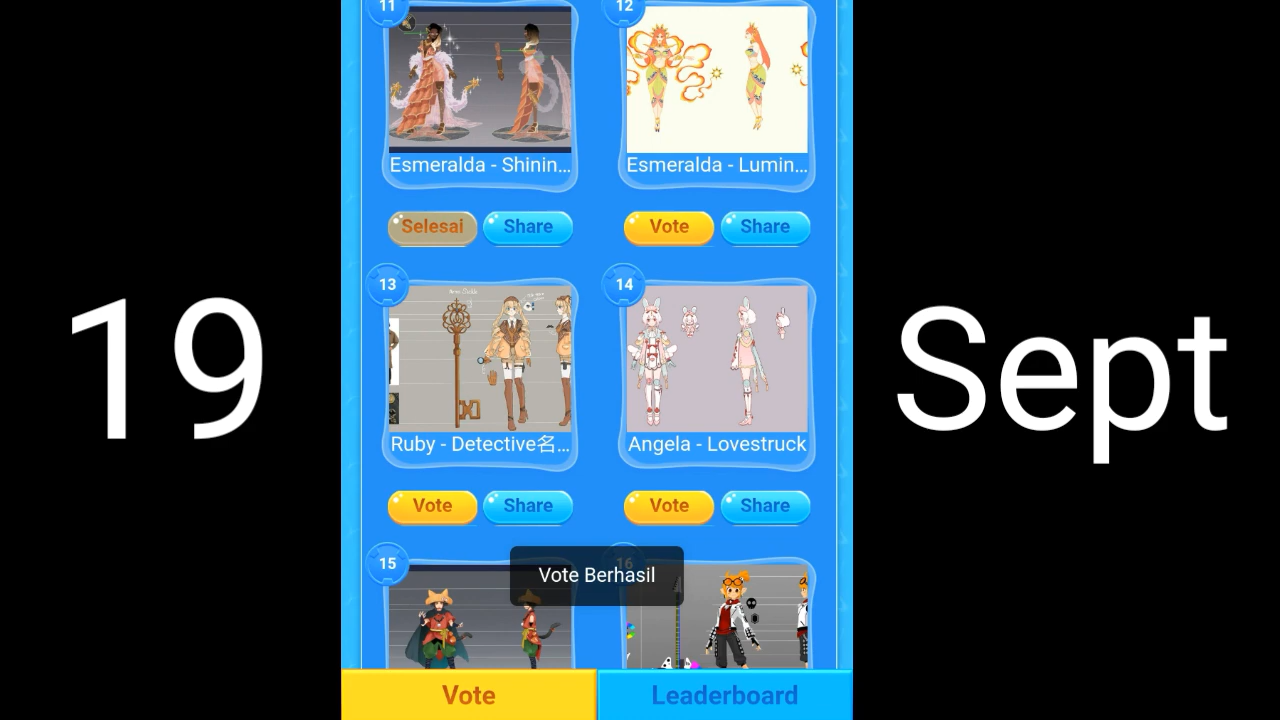 19
Sept
11
12
Esmeralda - Shinin...
Esmeralda - Lumin...
Selesai
Share
Vote
Share
13
14
Ruby - Detective名...
Angela - Lovestruck
Vote
Share
Vote
Share
15
16
Vote Berhasil
Vote
Leaderboard